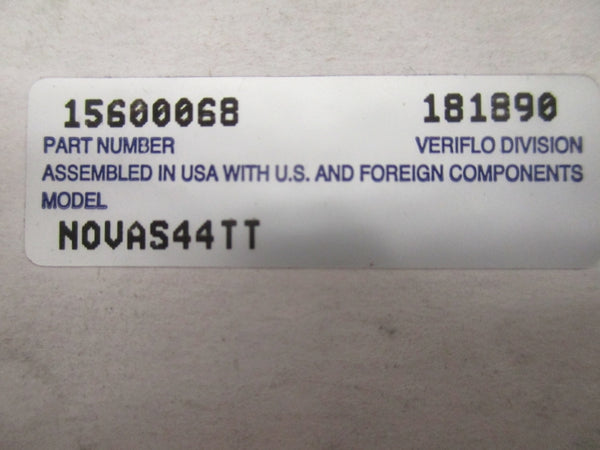 15600068 181890
PART NUMBER VERIFLO DIVISION
ASSEMBLED IN USA WITH U.S. AND FOREIGN COMPONENTS
MODEL
NOVAS44TT